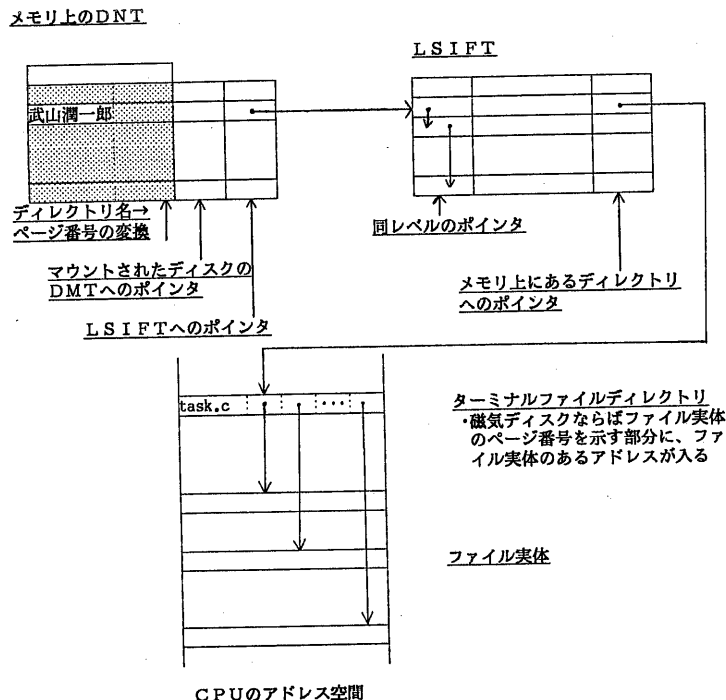 メモリ上のDNT
LSIFT
武山潤一郎
ディレクトリ名→
ページ番号の変換
同レベルのポインタ
マウントされたディスクの
DMTへのポインタ
メモリ上にあるディレクトリ
へのポインタ
LSIFTへのポインタ
task.c
ターミナルファイルディレクトリ
・磁気ディスクならばファイル実体
のページ番号を示す部分に、ファ
イル実体のあるアドレスが入る
ファイル実体
CPUのアドレス空間